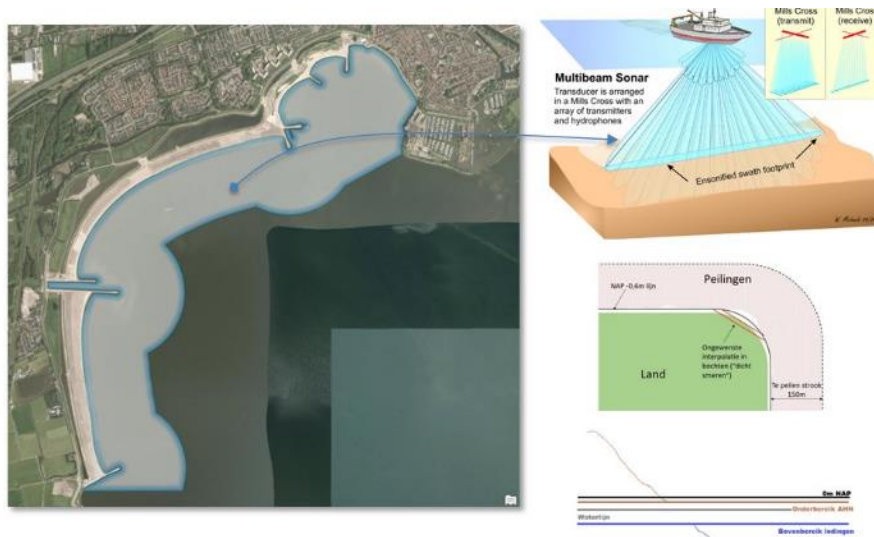 Mills Cross
(transmit)
Mills Cross
(receive)
Multibeam Sonar
Transducer is arranged
in a Mills Cross with an
array of transmitters
and hydrophones
Ensonified swath footprint
Peilingen
NAP -0,6m lijn
Ongewenste
interpolatie in
bochten ("dicht
smeren")
Land
Te peilen strook
150m
0m NAP
Onderbereik AHN
Waterlijn
Bovenbereik lodingen